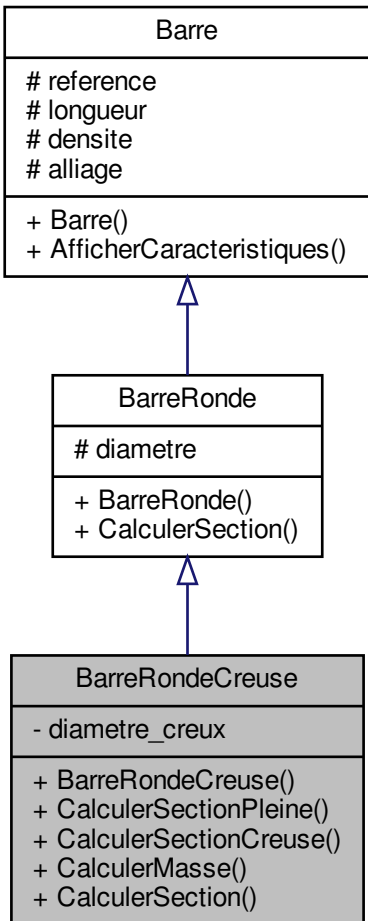 Barre
# reference
# longueur
# densite
# alliage
+ Barre()
+ AfficherCaracteristiques()
BarreRonde
# diametre
+ BarreRonde()
+ CalculerSection()
BarreRondeCreuse
- diametre_creux
+ BarreRondeCreuse()
+ CalculerSectionPleine()
+ CalculerSectionCreuse()
+ CalculerMasse()
+ CalculerSection()